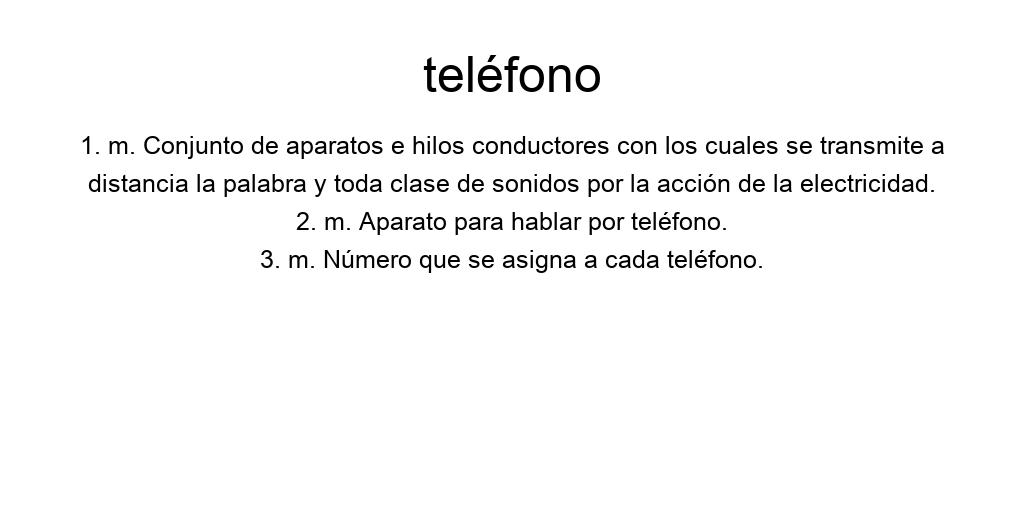 teléfono
1. m. Conjunto de aparatos e hilos conductores con los cuales se transmite a
distancia la palabra y toda clase de sonidos por la acción de la electricidad.
2. m. Aparato para hablar por teléfono.
3. m. Número que se asigna a cada teléfono.